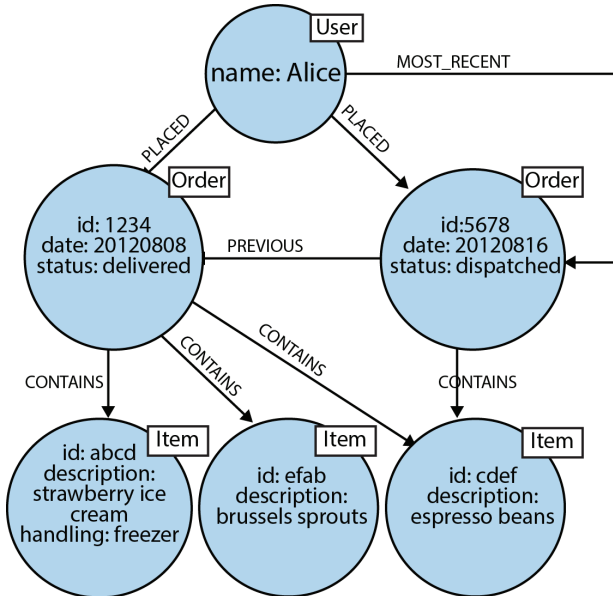 User
name: Alice
MOST_RECENT
PLACED
PLACED
Order
id: 1234
date: 20120808
status: delivered
PREVIOUS
Order
id:5678
date: 20120816
status: dispatched
CONTAINS
CONTAINS
CONTAINS
CONTAINS
Item
id: abcd
description:
strawberry ice
cream
handling: freezer
Item
id: efab
description:
brussels sprouts
Item
id: cdef
description:
espresso beans